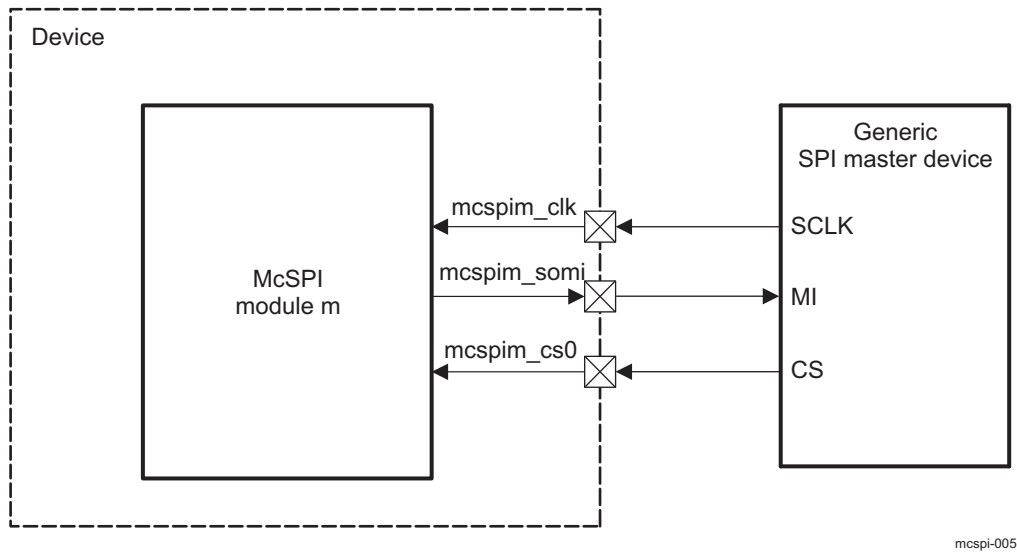 Device
Generic
SPI master device
mcspim_clk
SCLK
McSPI
module m
mcspim_somi
MI
mcspim_cs0
CS
mcspi-005